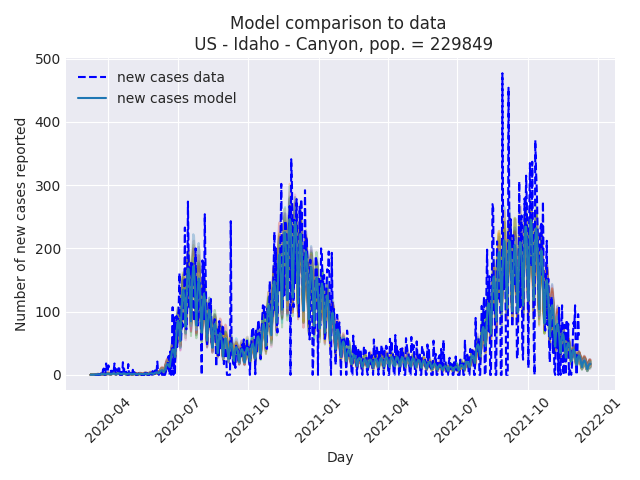 Model comparison to data
US - Idaho - Canyon, pop. = 229849
new cases data
new cases model
Number of new cases reported
500
400
300
200
100
0
2020-04
2020-07
2020-10
2021-01
2021-04
2021-07
2021-10
2022-01
Day